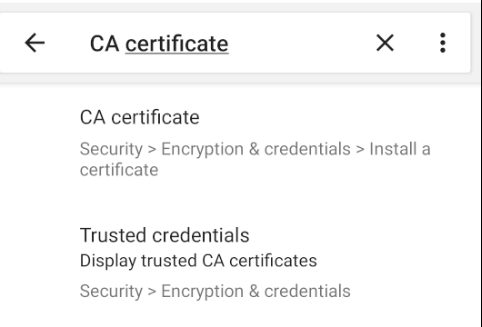 CA certificate
CA certificate
Security > Encryption & credentials > Install a
certificate
Trusted credentials
Display trusted CA certificates
Security > Encryption & credentials